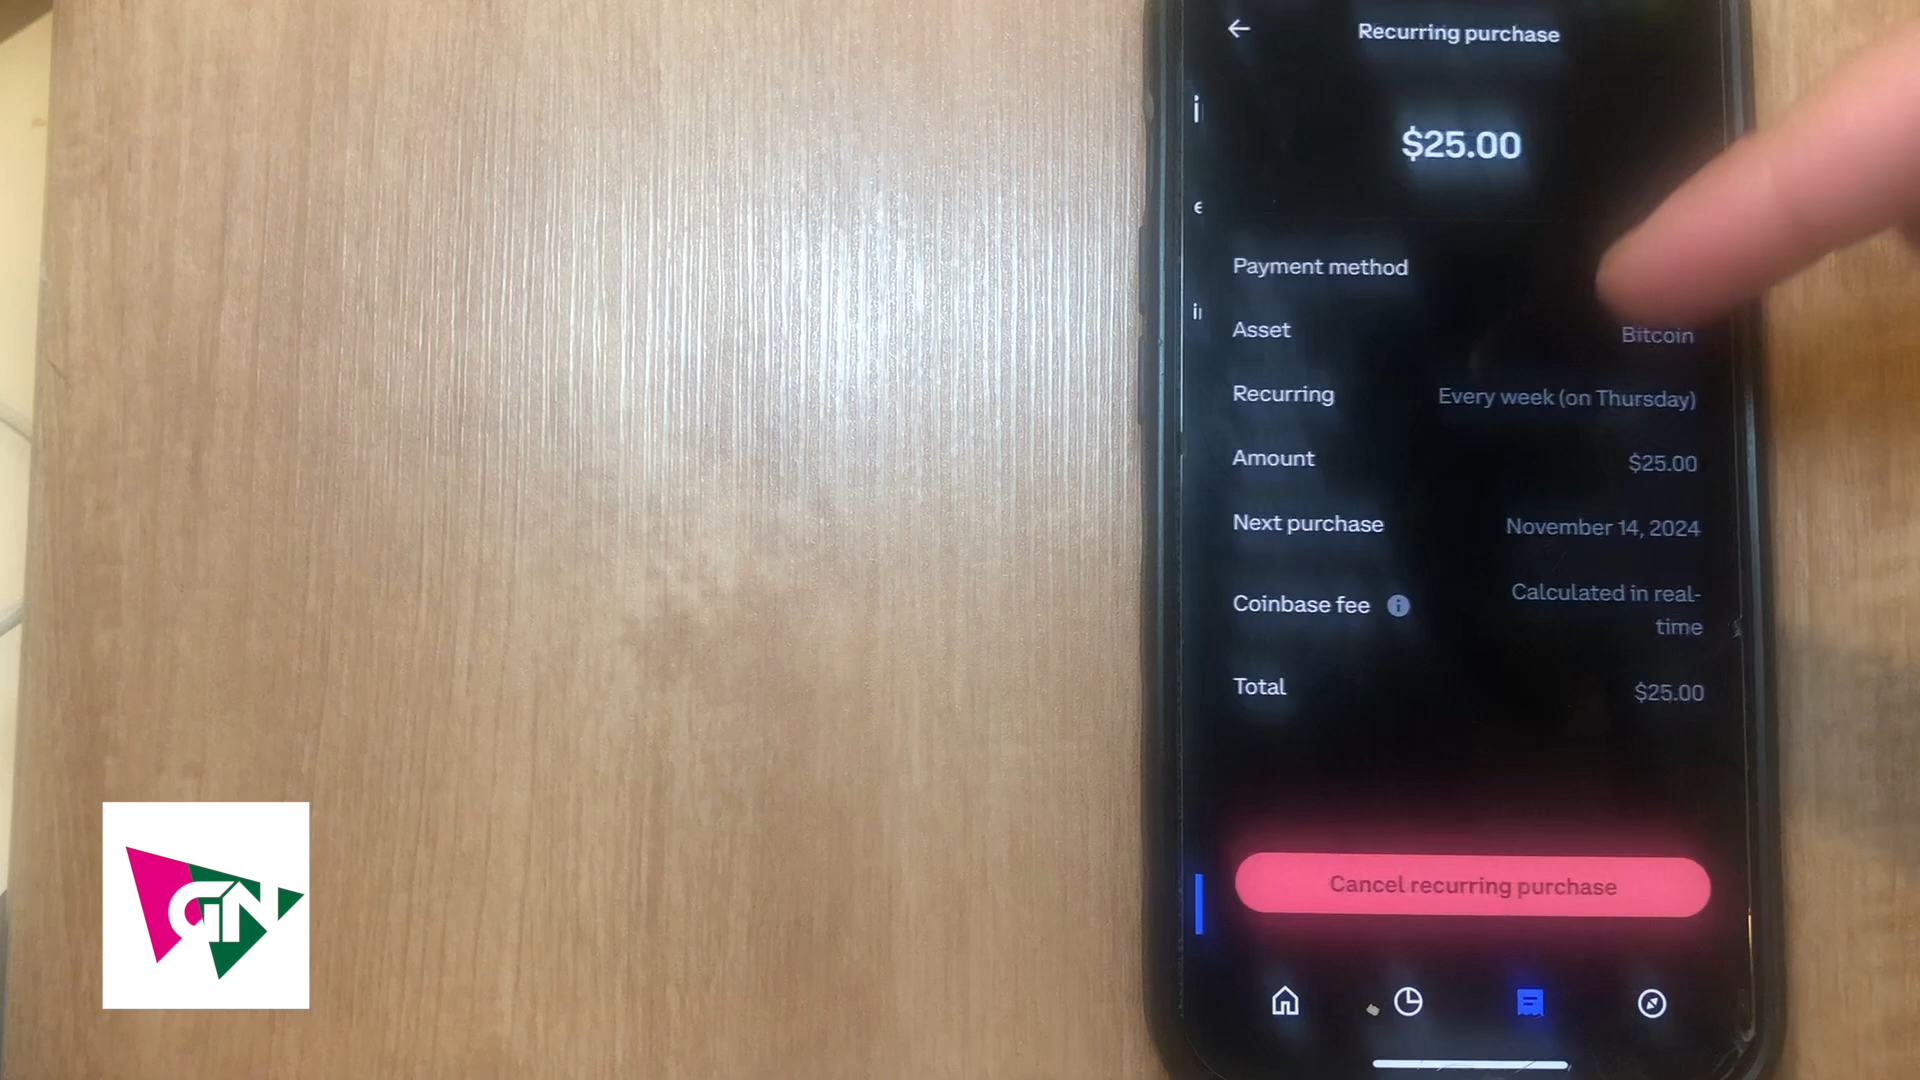 Recurring purchase
$25.00
Payment method
Asset Bitcoin
Recurring Every week (on Thursday)
Amount $25.00
Next purchase November 14, 2024
Coinbase fee Calculated in real-
time
Total $25.00
Cancel recurring purchase
GN